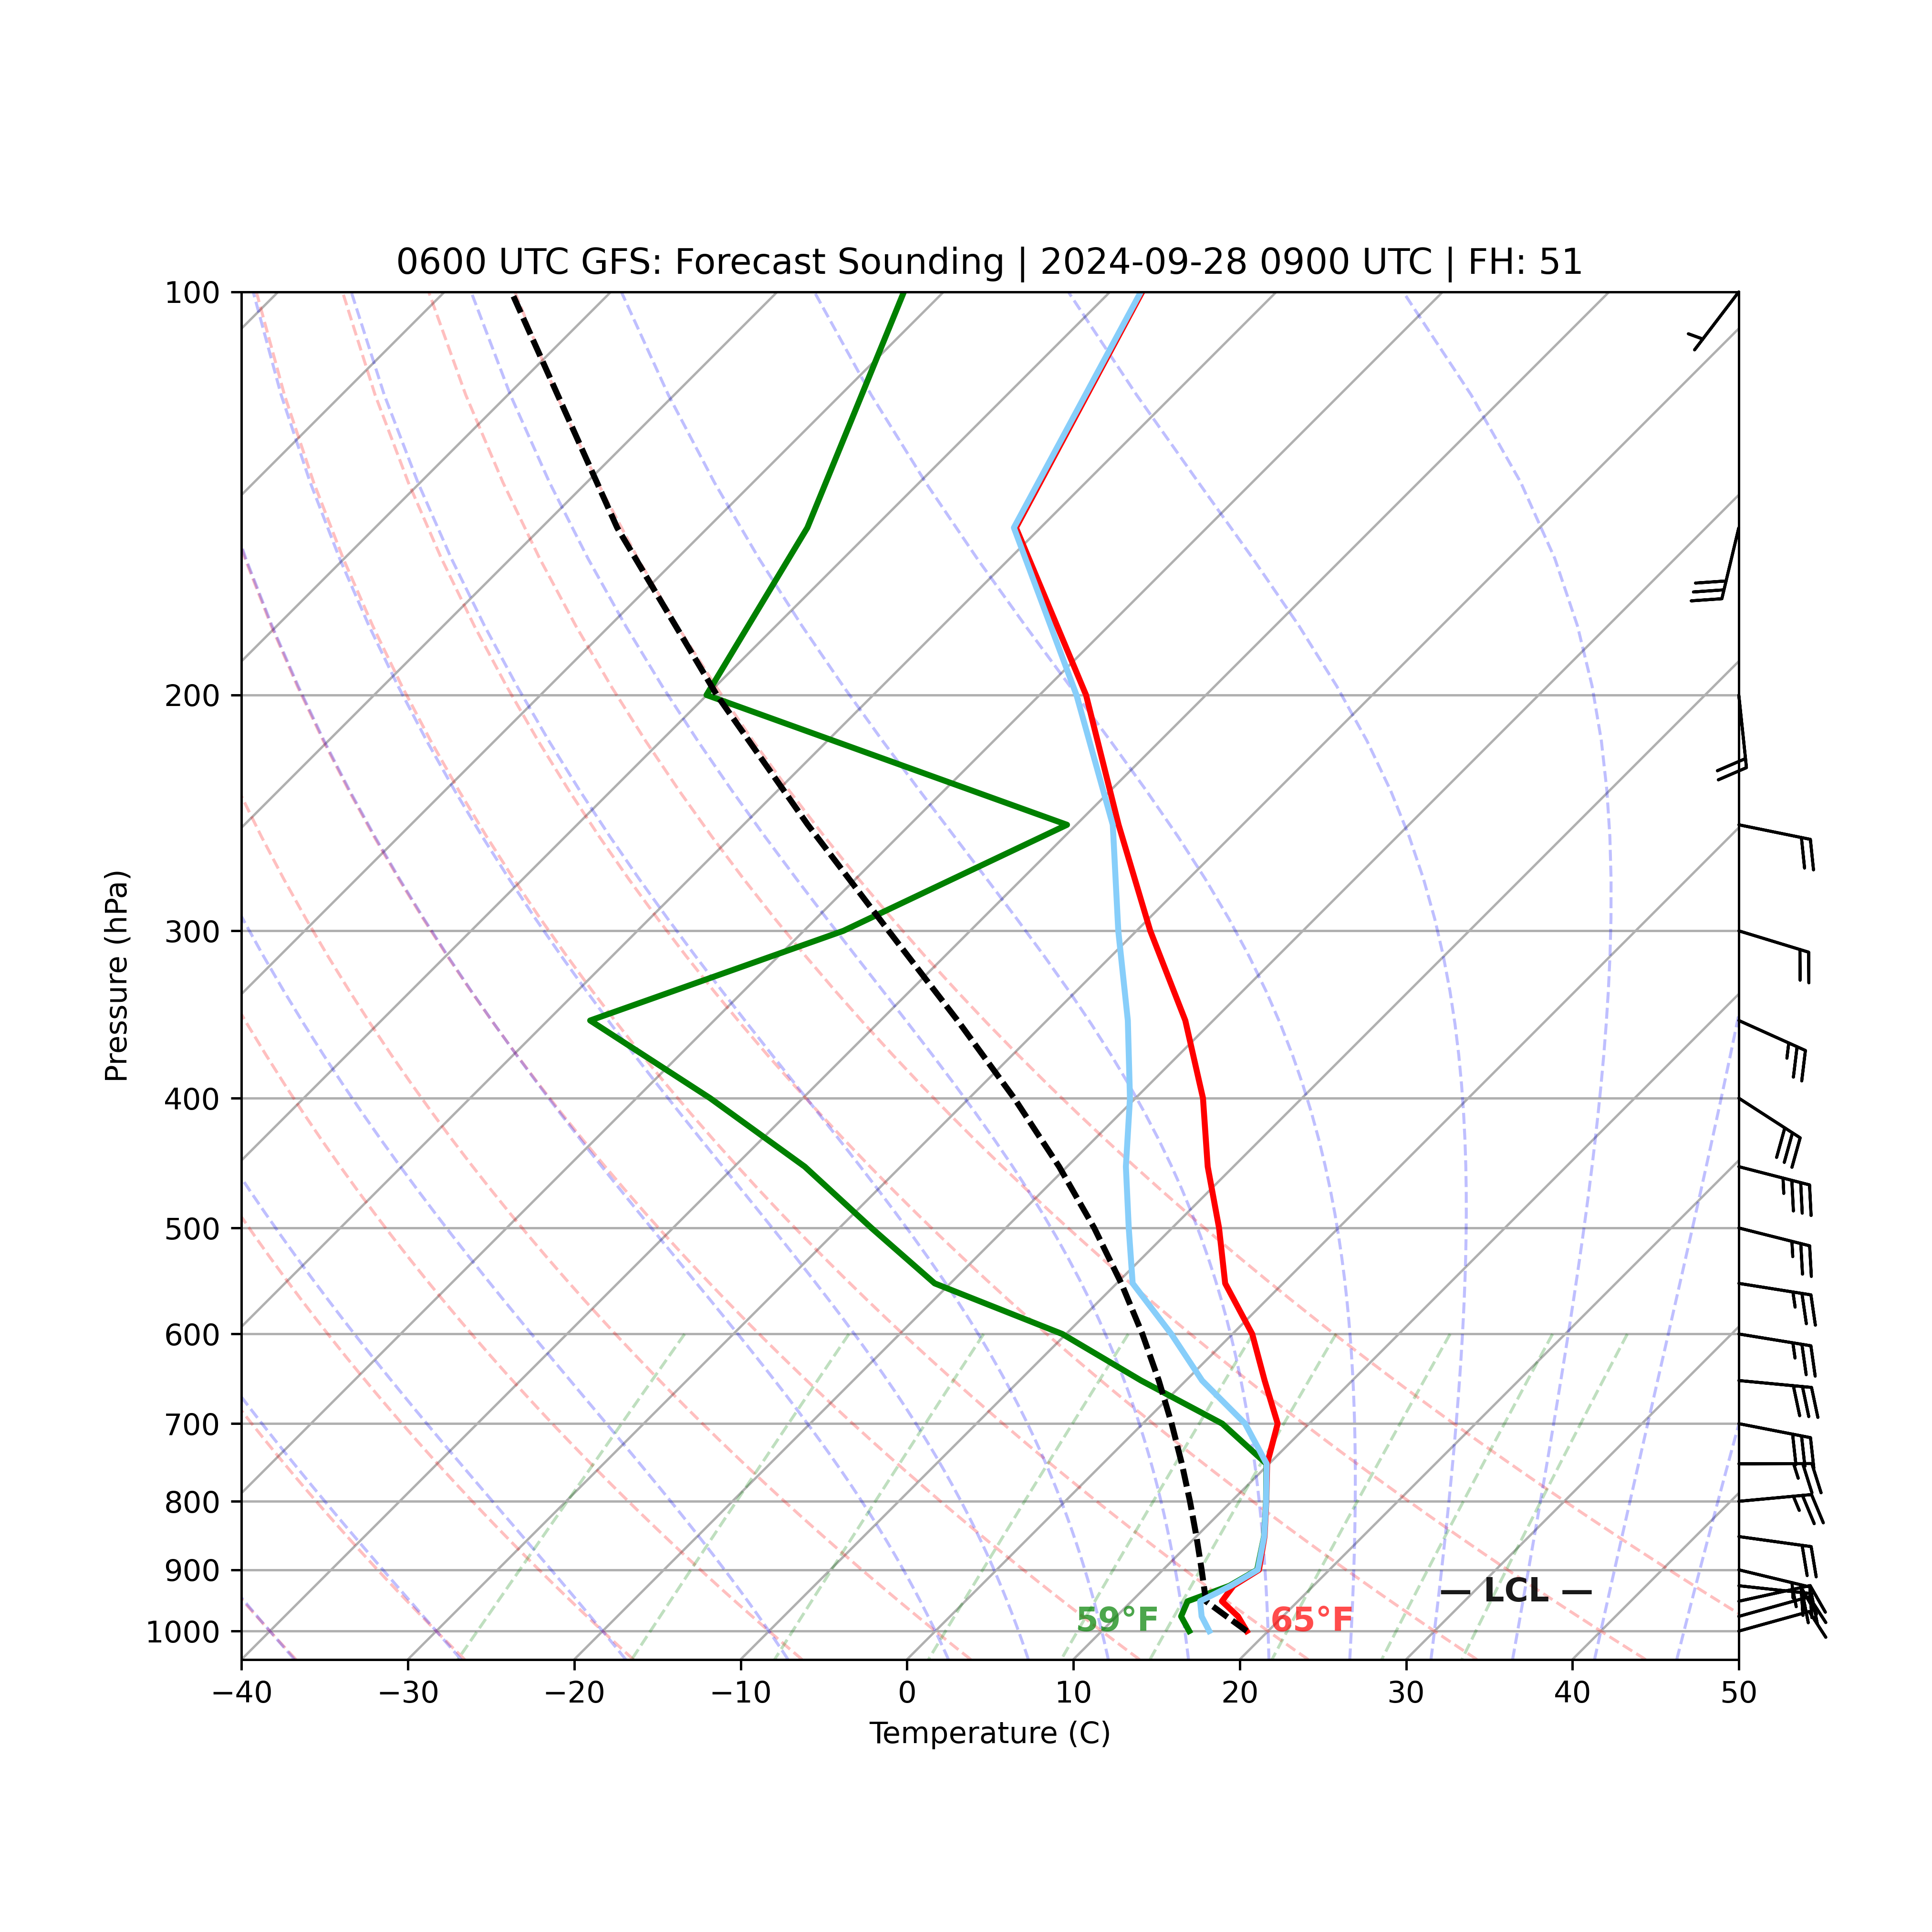 0600 UTC GFS: Forecast Sounding | 2024-09-28 0900 UTC | FH: 51
100
200
300
400
500
600
700
800
900
1000
Pressure (hPa)
— LCL —
59°F
65°F
−40 −30 −20 −10 0 10 20 30 40 50
Temperature (C)